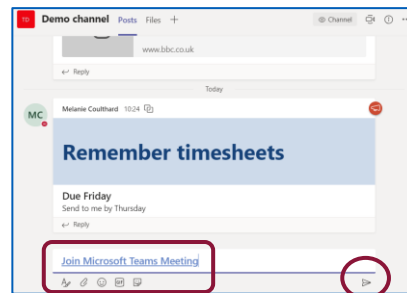 TD Demo channel Posts Files + Channel
www.bbc.co.uk
Reply
Today
MC Melanie Coulthard 10:24
Remember timesheets
Due Friday
Send to me by Thursday
Reply
Join Microsoft Teams Meeting
GIF